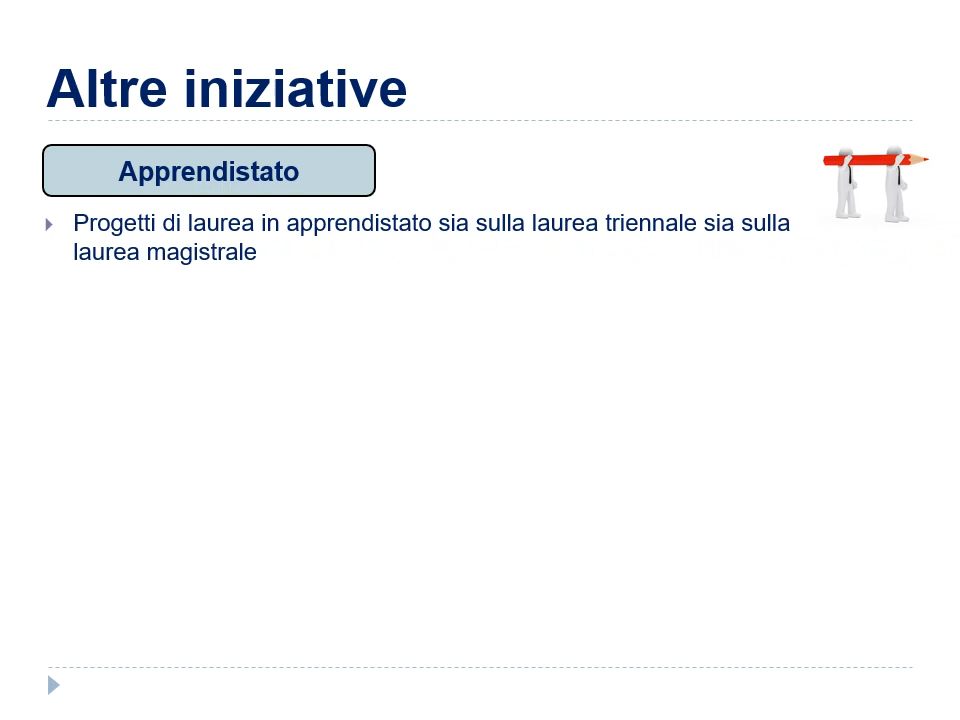 Altre iniziative
Apprendistato
Progetti di laurea in apprendistato sia sulla laurea triennale sia sulla
laurea magistrale